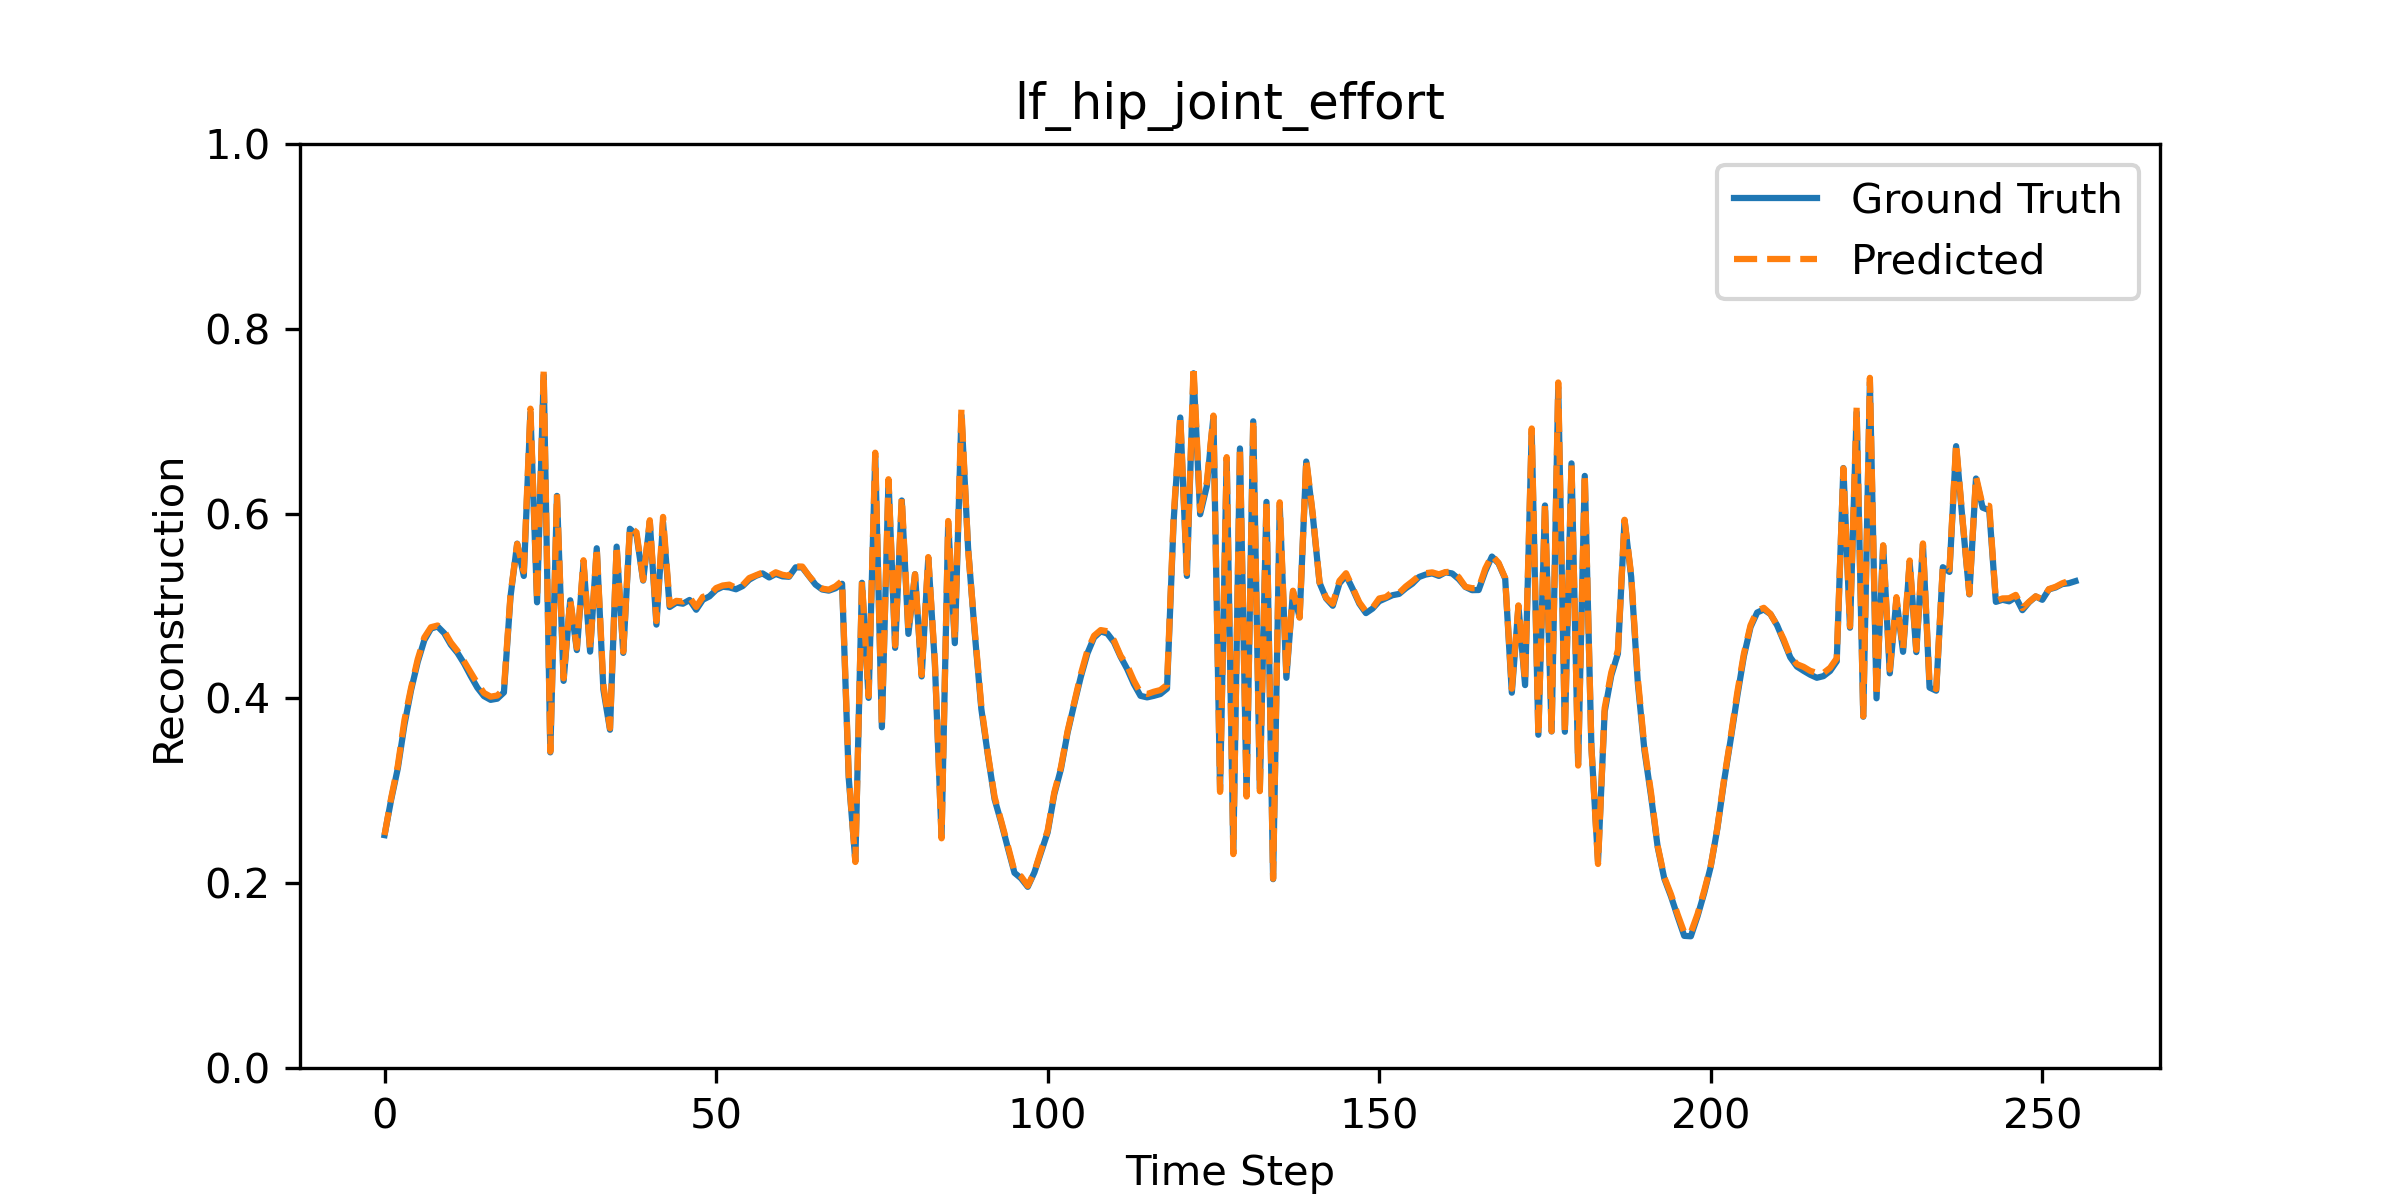 lf_hip_joint_effort
1.0
0.8
0.6
0.4
0.2
0.0
Reconstruction
Ground Truth
Predicted
0 50 100 150 200 250
Time Step